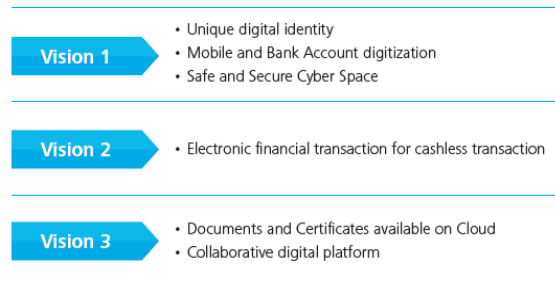 Vision 1
• Unique digital identity
• Mobile and Bank Account digitization
• Safe and Secure Cyber Space
Vision 2
• Electronic financial transaction for cashless transaction
Vision 3
• Documents and Certificates available on Cloud
• Collaborative digital platform